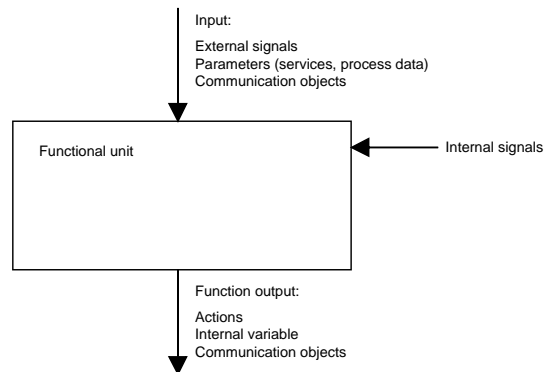 Input:
External signals
Parameters (services, process data)
Communication objects
Functional unit
Internal signals
Function output:
Actions
Internal variable
Communication objects